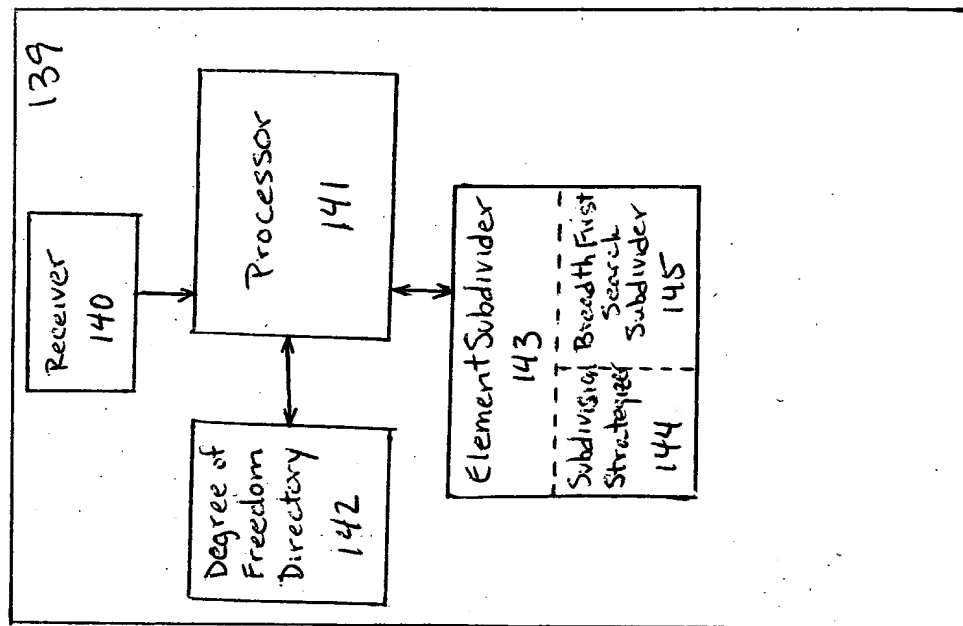 139
Receiver
140
Processor
141
Degree of
Freedom
Directory
142
Element Subdivider
143
Subdivision
Strategizer
144
Breadth First
Search
Subdivider
145